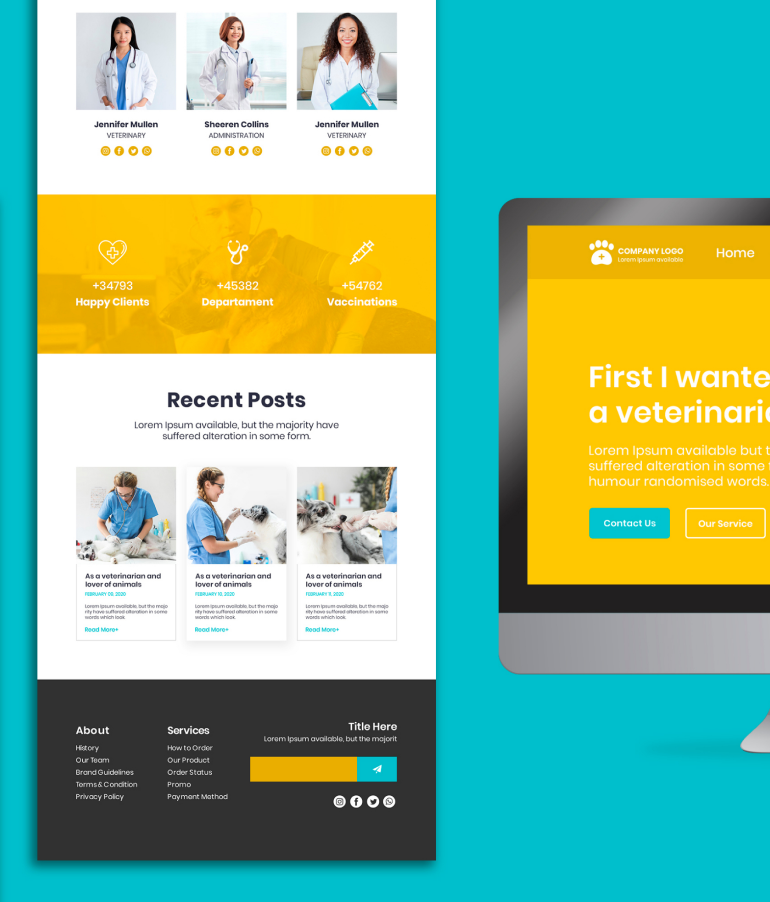 Jennifer Mullen
VETERINARY
Sheeren Collins
ADMINISTRATION
Jennifer Mullen
VETERINARY
+34793
Happy Clients
+45382
Departament
+54762
Vaccinations
Recent Posts
Lorem Ipsum available, but the majority have
suffered alteration in some form.
As a veterinarian and
lover of animals
FEBRUARY 08, 2020
Lorem Ipsum available, but the majo
rity have suffered alteration in some
words which look.
Read More+
As a veterinarian and
lover of animals
FEBRUARY 10, 2020
Lorem Ipsum available, but the majo
rity have suffered alteration in some
words which look.
Read More+
As a veterinarian and
lover of animals
FEBRUARY 11, 2020
Lorem Ipsum available, but the majo
rity have suffered alteration in some
words which look.
Read More+
About
History
Our Team
Brand Guidelines
Terms & Condition
Privacy Policy
Services
How to Order
Our Product
Order Status
Promo
Payment Method
Title Here
Lorem Ipsum available, but the majorit
COMPANY LOGO
Lorem Ipsum available
Home
First I wante
a veterinari
Lorem Ipsum available but t
suffered alteration in some
humour randomised words.
Contact Us
Our Service